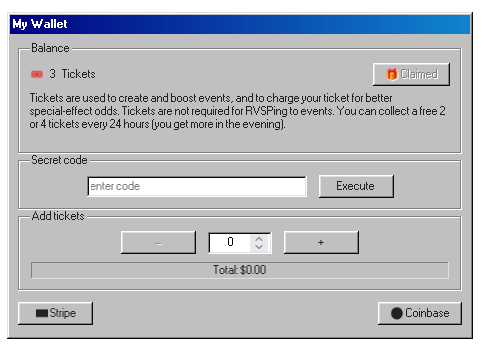 My Wallet
Balance
3 Tickets
Claimed
Tickets are used to create and boost events, and to charge your ticket for better
special-effect odds. Tickets are not required for RVSPing to events. You can collect a free 2
or 4 tickets every 24 hours (you get more in the evening).
Secret code
enter code
Execute
Add tickets
–
0
+
Total: $0.00
Stripe
Coinbase